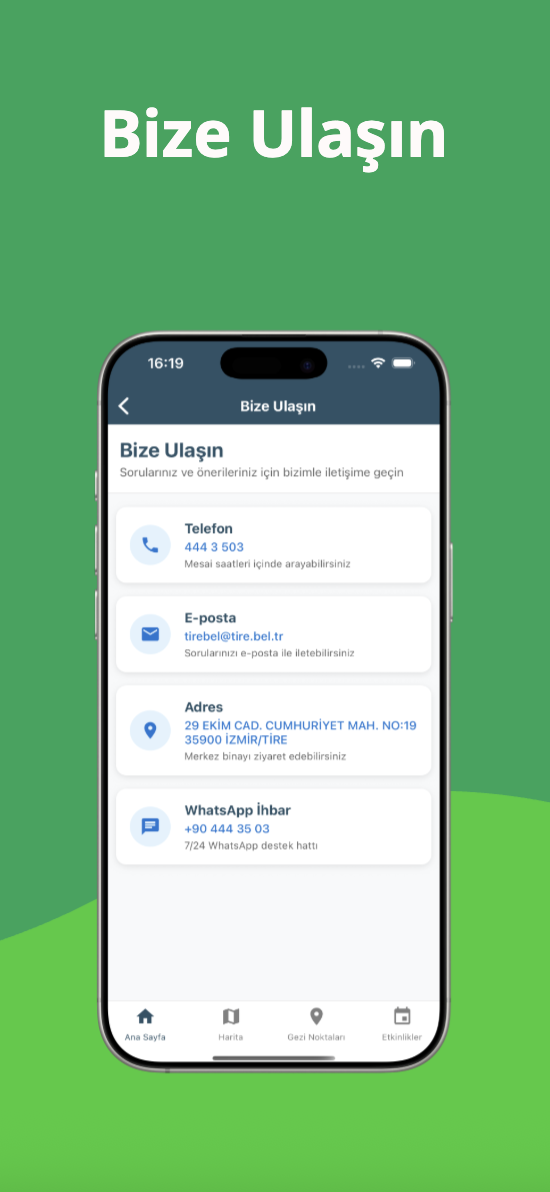 Bize Ulaşın
16:19
Bize Ulaşın
Bize Ulaşın
Sorularınız ve önerileriniz için bizimle iletişime geçin
Telefon
444 3 503
Mesai saatleri içinde arayabilirsiniz
E-posta
tirebel@tire.bel.tr
Sorularınızı e-posta ile iletebilirsiniz
Adres
29 EKİM CAD. CUMHURİYET MAH. NO:19
35900 İZMİR/TİRE
Merkez binayı ziyaret edebilirsiniz
WhatsApp İhbar
+90 444 35 03
7/24 WhatsApp destek hattı
Ana Sayfa Harita Gezi Noktaları Etkinlikler